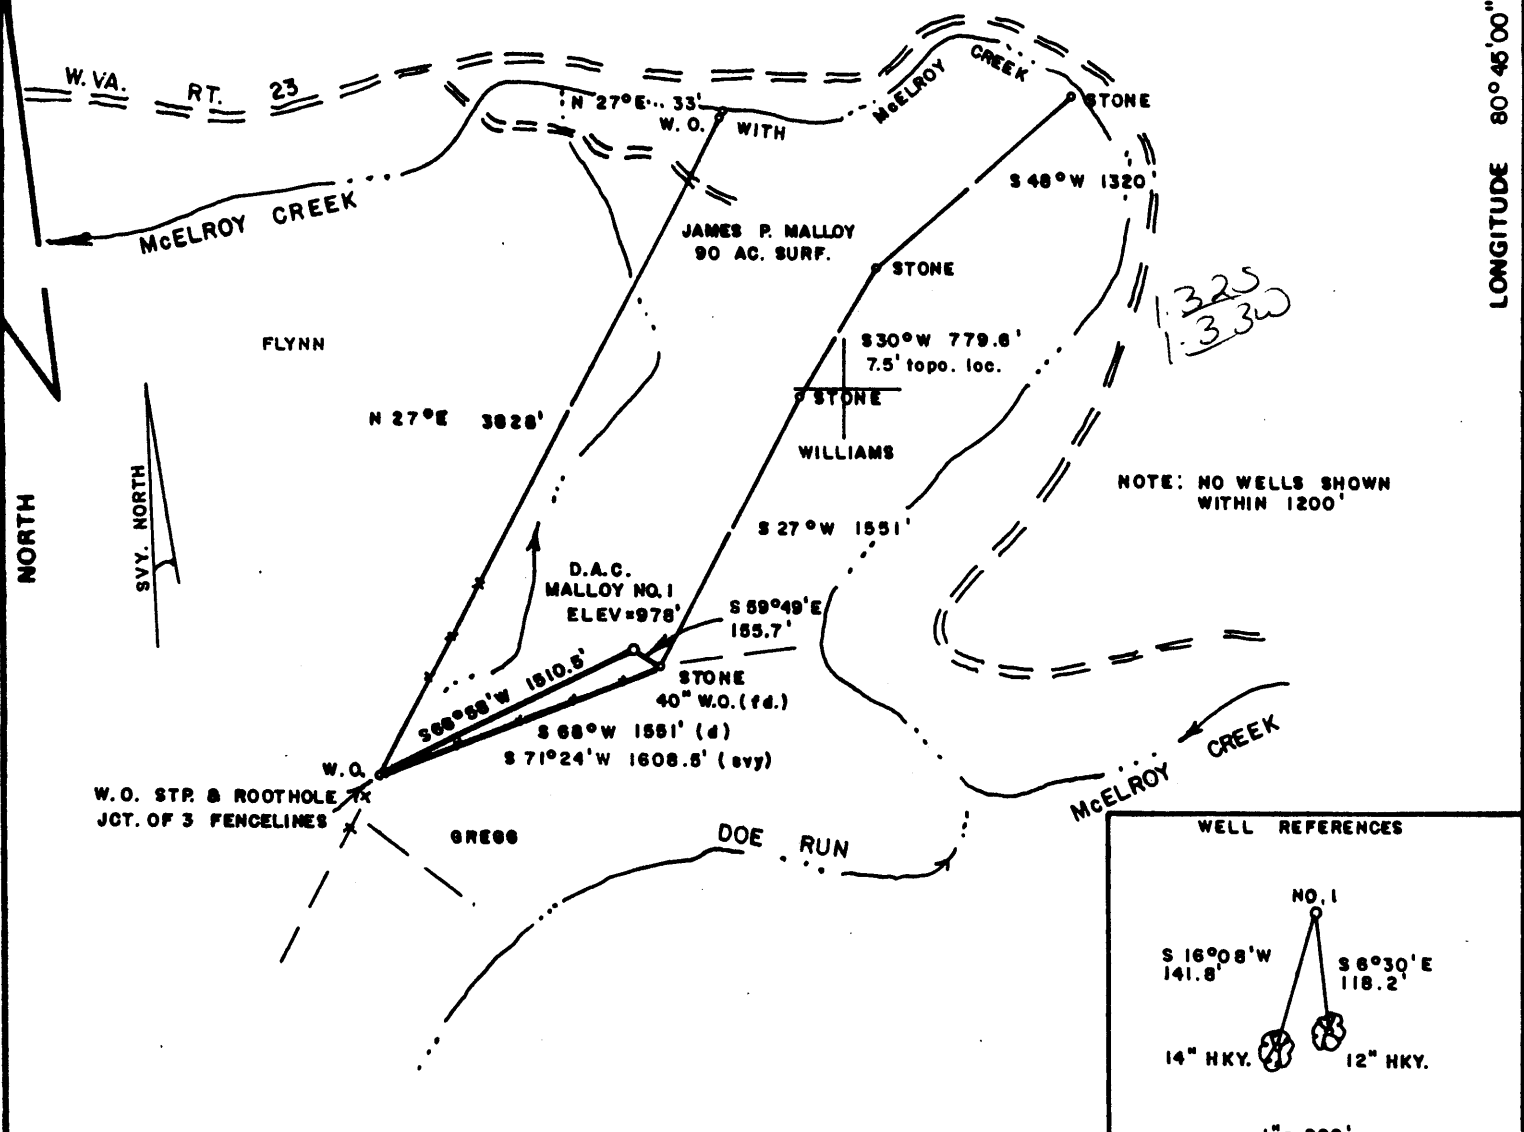 LONGITUDE 80° 45'00"
W.VA. RT. 23
CREEK
McELROY
N 27°E... 33'
W. O. WITH
STONE
S 48°W 1320
McELROY CREEK
JAMES P. MALLOY
90 AC. SURF.
STONE
1.32S
1.33W
FLYNN
S30°W 779.6'
7.5' topo. loc.
STONE
N 27°E 3828'
WILLIAMS
NOTE: NO WELLS SHOWN
WITHIN 1200'
NORTH
SVY. NORTH
S 27°W 1551'
D.A.C.
MALLOY NO. 1
ELEV=978'
S 59°49'E
155.7'
STONE
40" W.O. (fd.)
S66°58'W 1510.5'
S 68°W 1551' (d)
S 71°24'W 1608.5' (svy)
W.O.
W.O. STP. & ROOTHOLE
JCT. OF 3 FENCELINES
McELROY CREEK
GREGG
DOE RUN
WELL REFERENCES
NO. 1
S 16°08'W
141.8'
S 6°30'E
118.2'
14" HKY.
12" HKY.